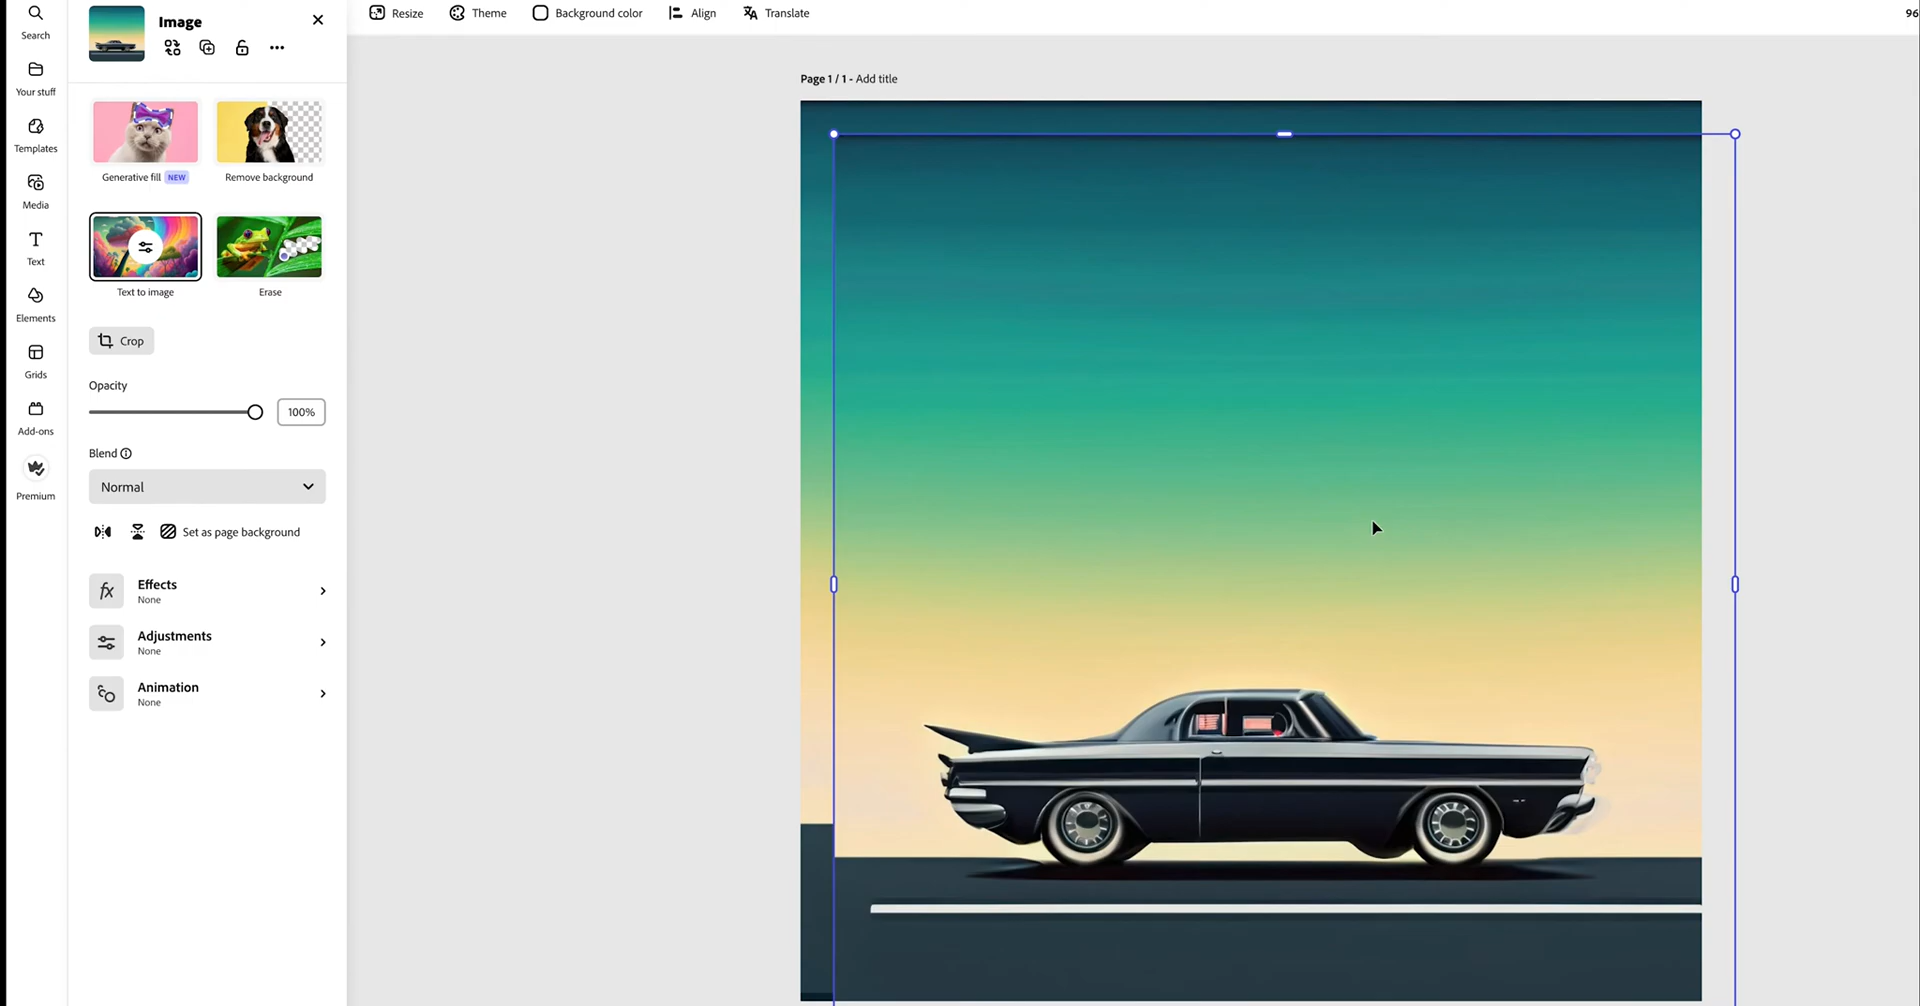 Search
Your stuff
Templates
Media
Text
Elements
Grids
Add-ons
Premium
Image
Generative fill NEW
Remove background
Text to image
Erase
Crop
Opacity
100%
Blend
Normal
Set as page background
fx
Effects
None
Adjustments
None
Animation
None
Resize
Theme
Background color
Align
Translate
96
Page 1 / 1 - Add title